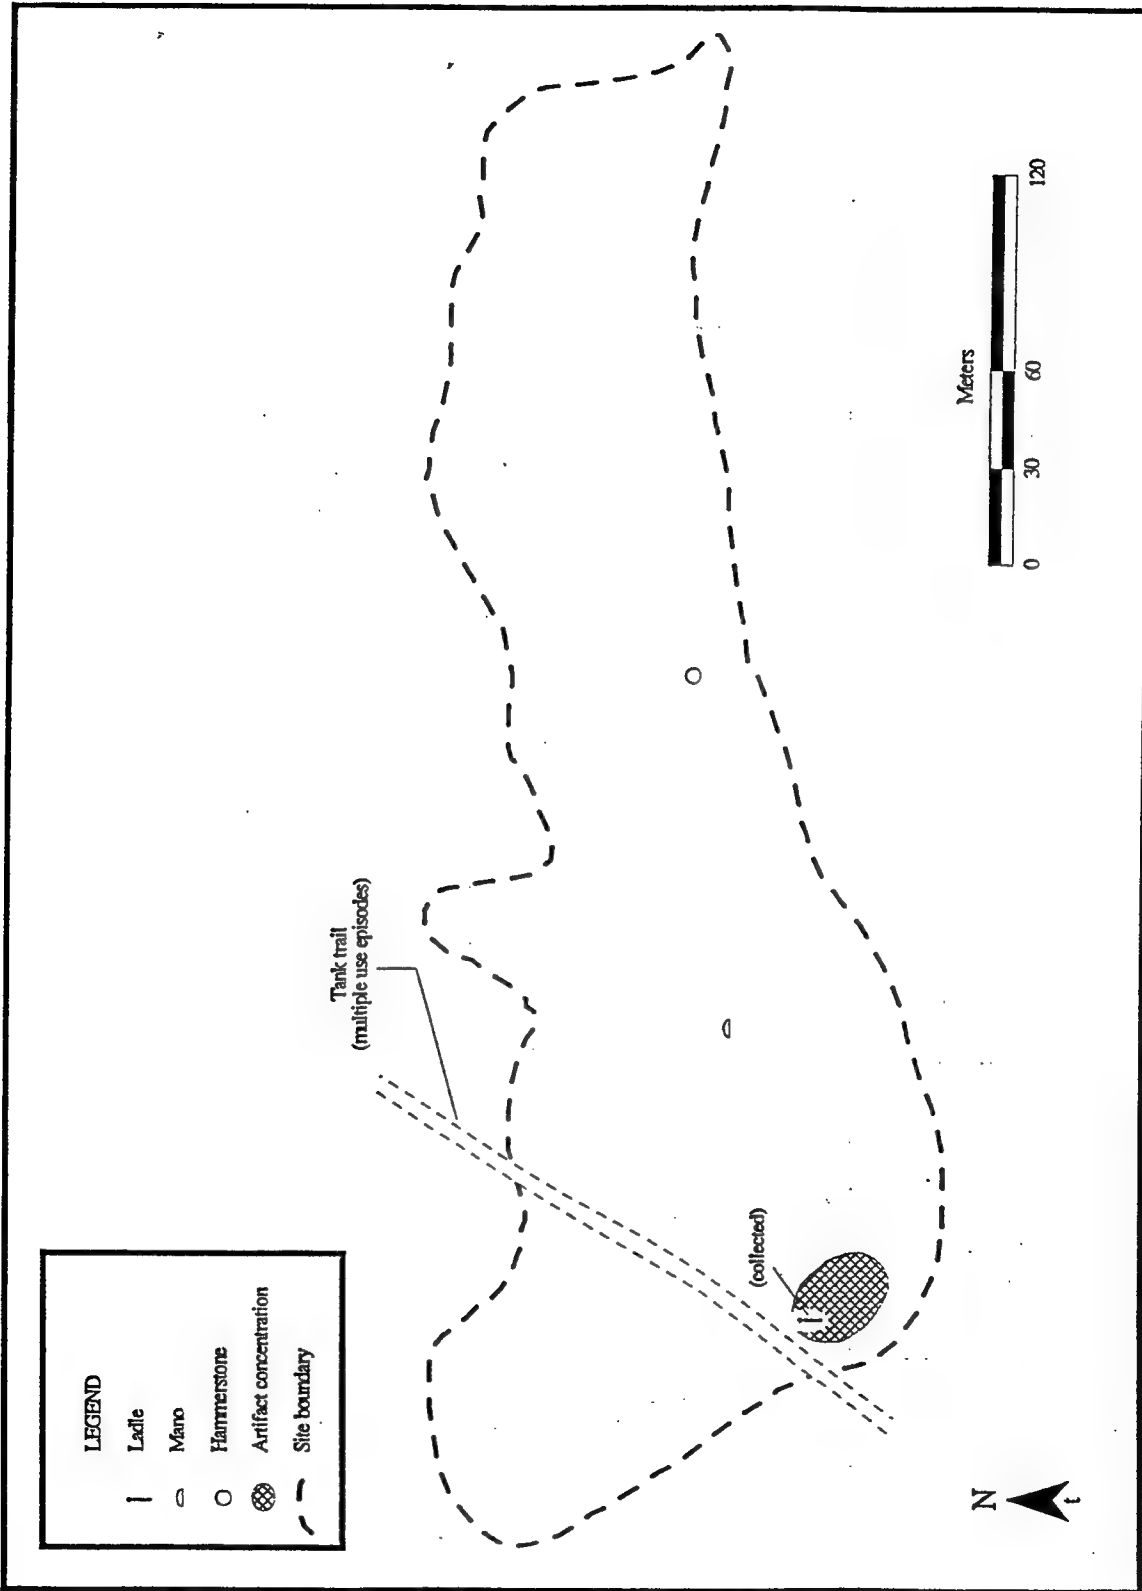 LEGEND
Ladle
Mano
Hammerstone
Artifact concentration
Site boundary
Tank trail
(multiple use episodes)
(collected)
N
t
Meters
0 30 60 120